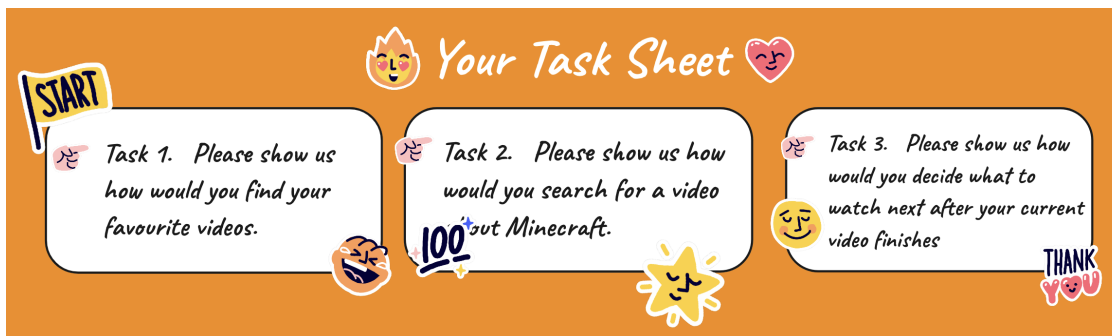 Your Task Sheet
START
Task 1. Please show us
how would you find your
favourite videos.
Task 2. Please show us how
would you search for a video
out Minecraft.
100
Task 3. Please show us how
would you decide what to
watch next after your current
video finishes
THANK
YOU